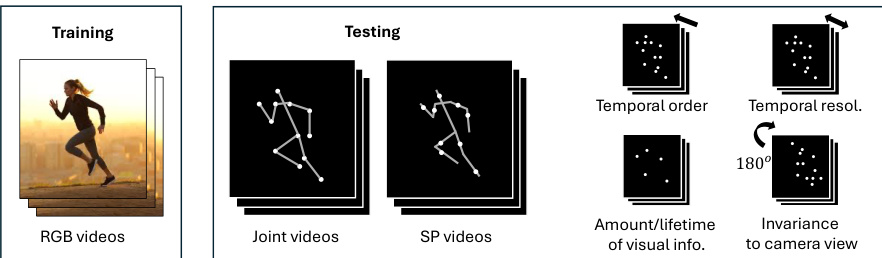 Training
RGB videos
Testing
Joint videos
SP videos
Temporal order
Temporal resol.
Amount/lifetime
of visual info.
180°
Invariance
to camera view